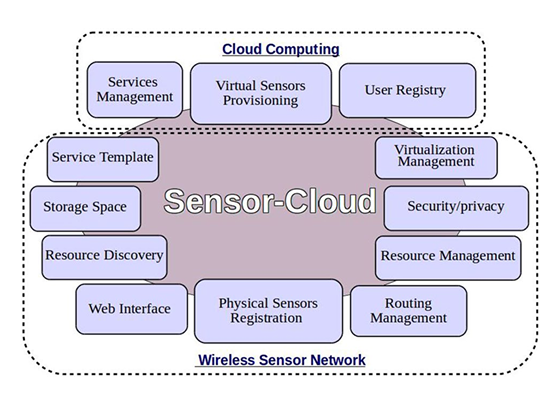 Cloud Computing
Services
Management
Virtual Sensors
Provisioning
User Registry
Service Template
Virtualization
Management
Storage Space
Sensor-Cloud
Security/privacy
Resource Discovery
Resource Management
Web Interface
Physical Sensors
Registration
Routing
Management
Wireless Sensor Network